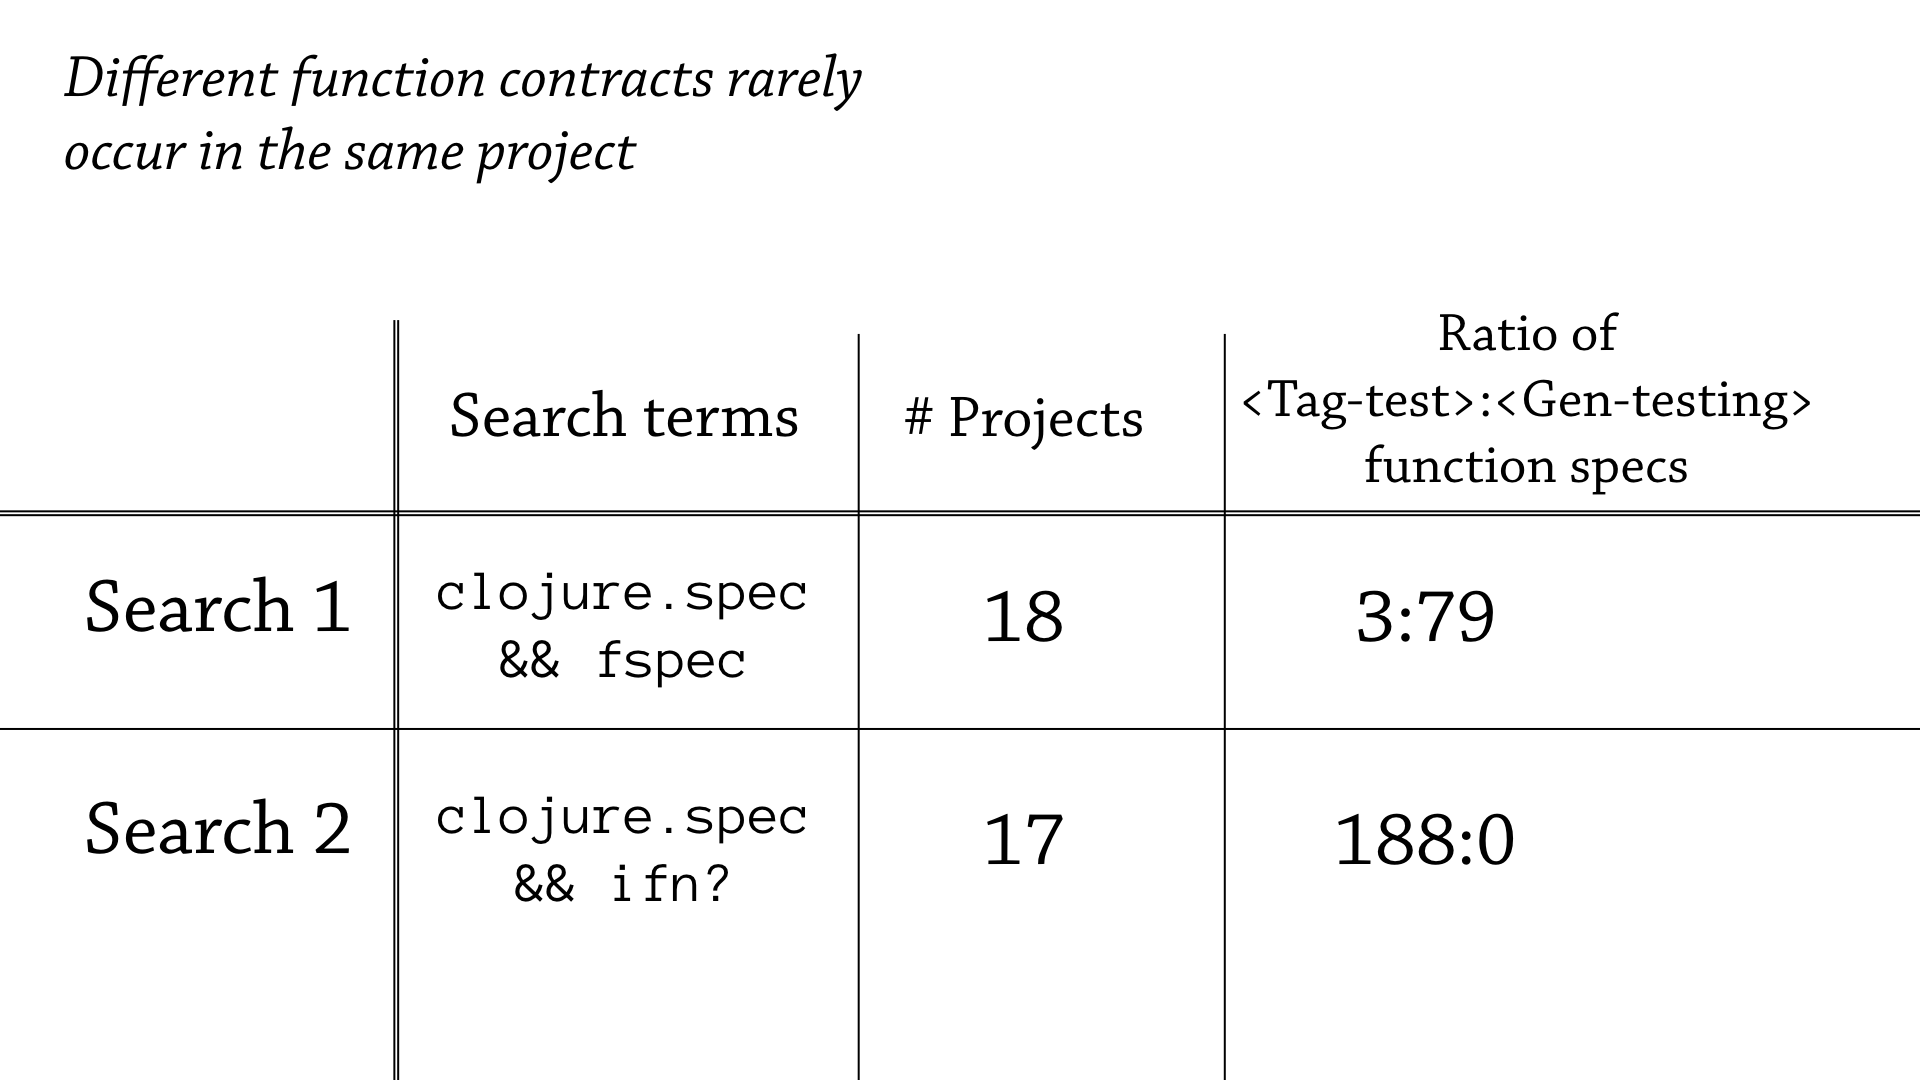 Different function contracts rarely
occur in the same project
Search terms
# Projects
Ratio of
<Tag-test>:<Gen-testing>
function specs
Search 1
clojure.spec
&& fspec
18
3:79
Search 2
clojure.spec
&& ifn?
17
188:0